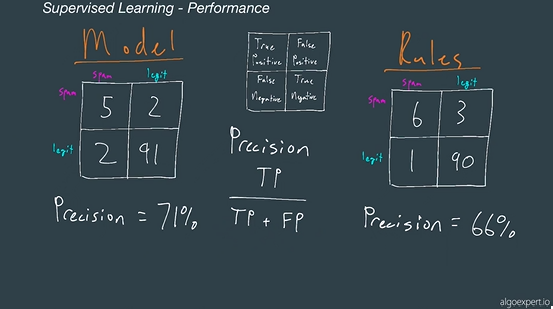 Supervised Learning - Performance
Model
spam legit
spam 5 2
legit 2 91
Precision = 71%
True Positive False Positive
False Negative True Negative
Precision
TP
TP + FP
Rules
spam legit
spam 6 3
legit 1 90
Precision = 66%
algoexpert.io